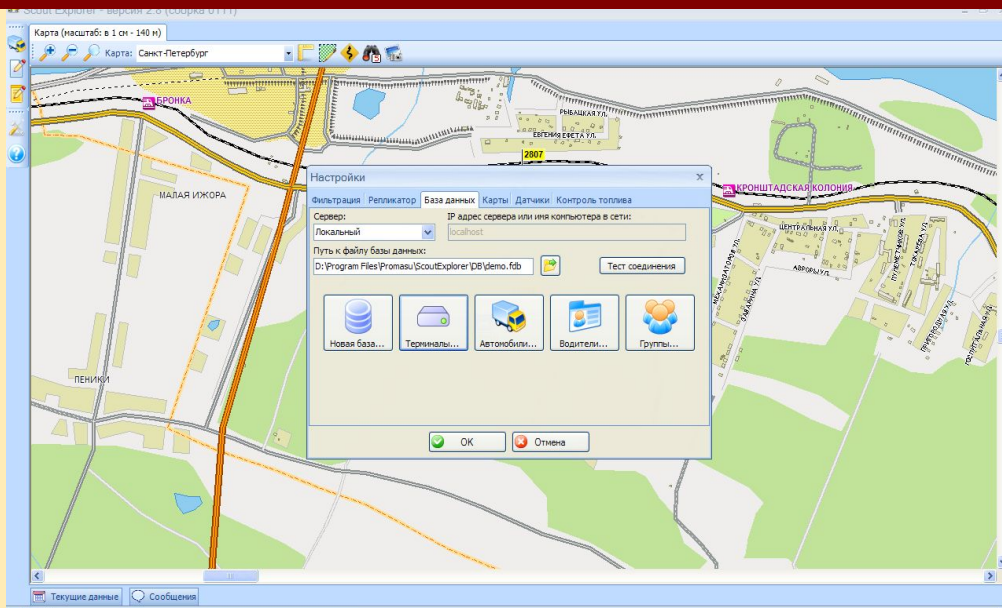 Scout Explorer - версия 2.8 (сборка 0111)
Карта (масштаб: в 1 см - 140 м)
Карта: Санкт-Петербург
БРОНКА
РЫБАЦКАЯ УЛ.
ЕВГЕНИЯ ЕФЕТА УЛ.
2807
МАЛАЯ ИЖОРА
КРОНШТАДСКАЯ КОЛОНИЯ
ЦЕНТРАЛЬНАЯ УЛ.
АВРОРЫ УЛ.
ПЕНИКИ
Настройки
Фильтрация Репликатор База данных Карты Датчики Контроль топлива
Сервер: IP адрес сервера или имя компьютера в сети:
Локальный localhost
Путь к файлу базы данных:
D:\Program Files\Promasu\ScoutExplorer\DB\demo.fdb Тест соединения
Новая база... Терминалы... Автомобили... Водители... Группы...
OK Отмена
Текущие данные Сообщения